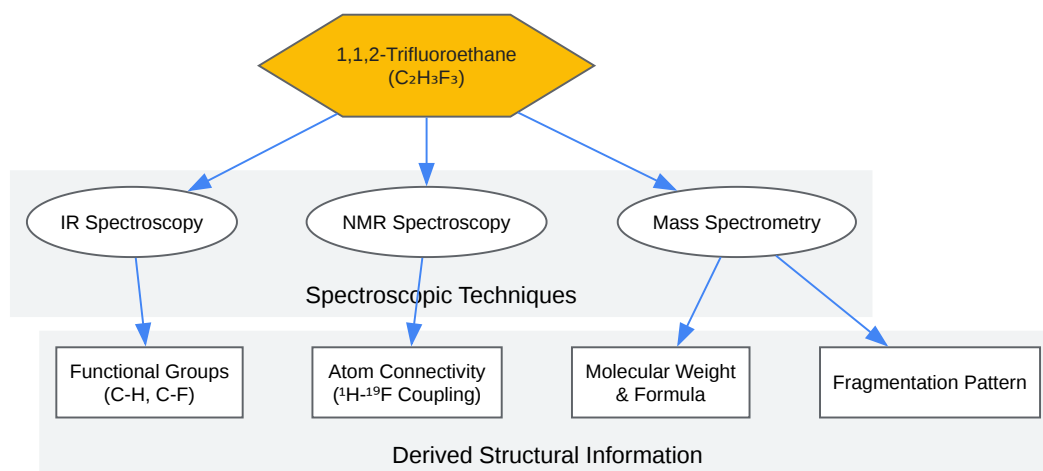 1,1,2-Trifluoroethane
(C₂H₃F₃)
IR Spectroscopy
NMR Spectroscopy
Mass Spectrometry
Spectroscopic Techniques
Functional Groups
(C-H, C-F)
Atom Connectivity
(¹H-¹⁹F Coupling)
Molecular Weight
& Formula
Fragmentation Pattern
Derived Structural Information